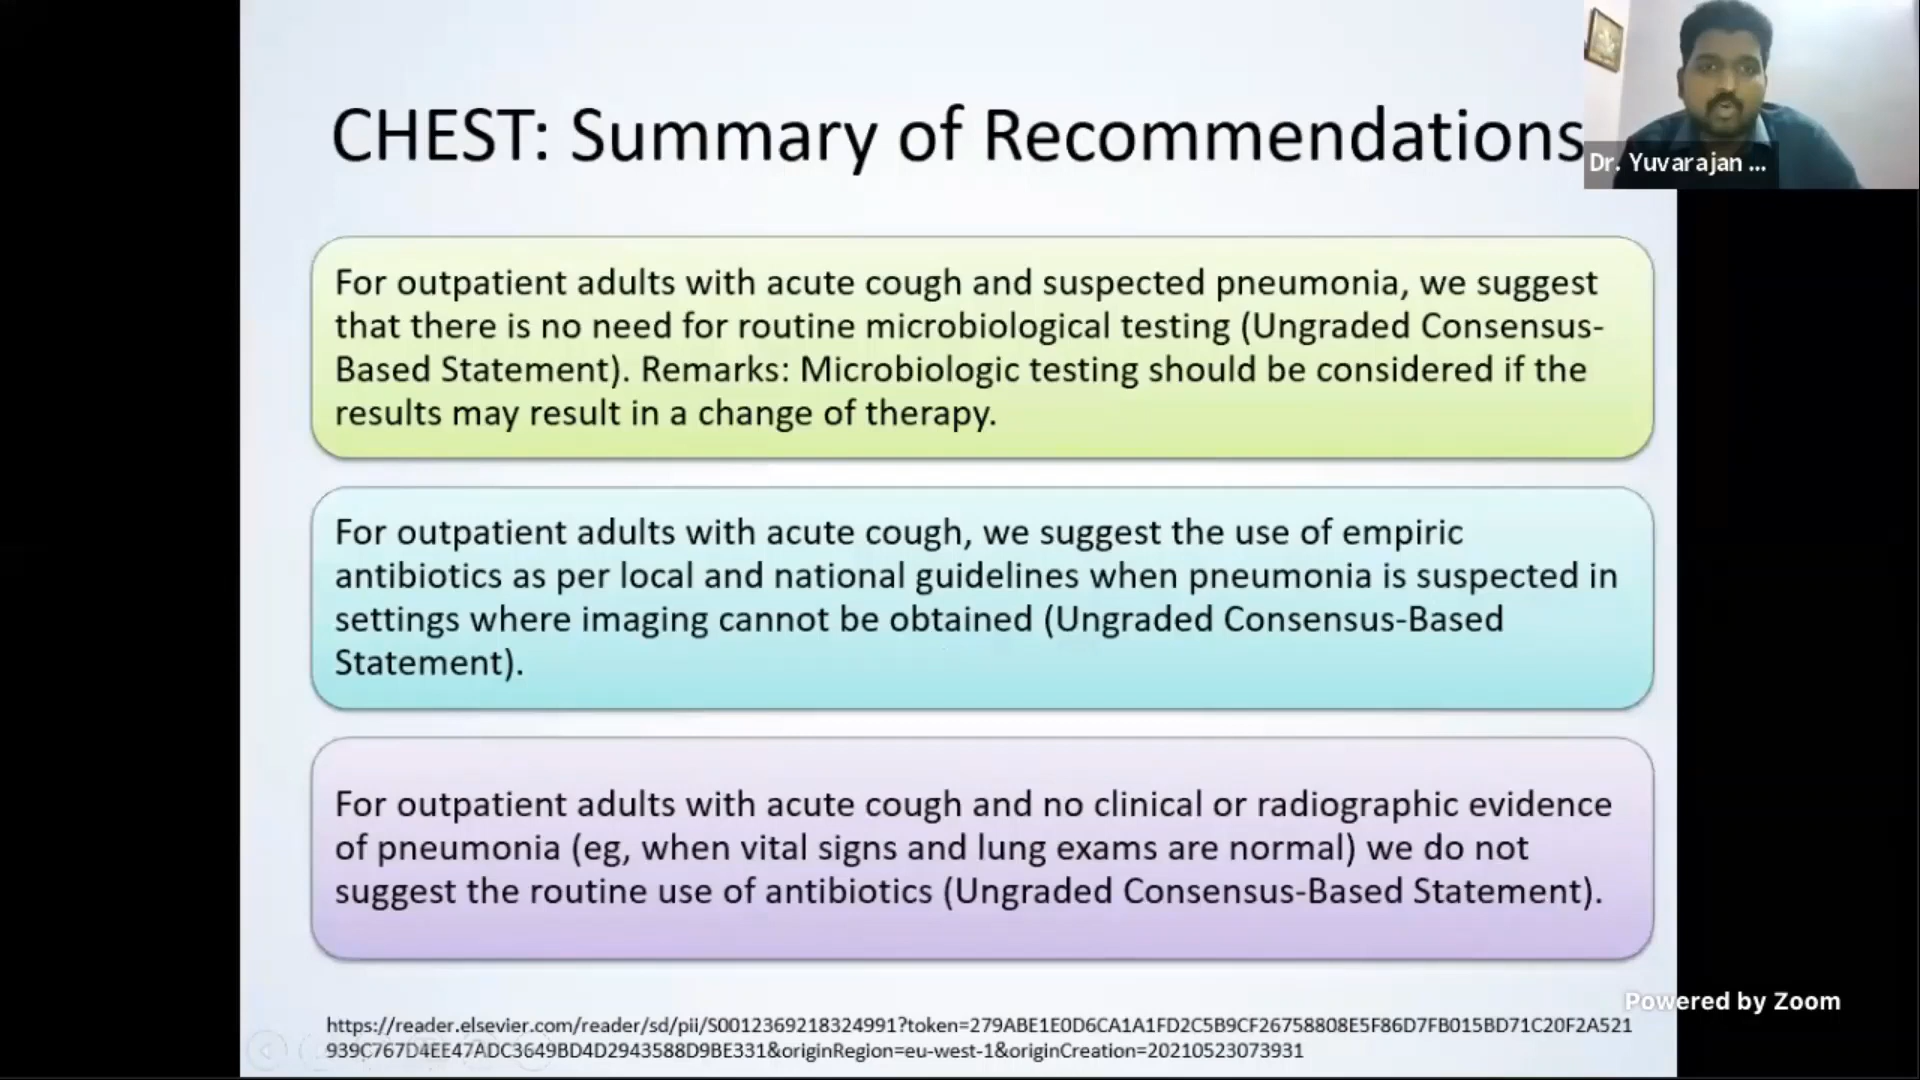 CHEST: Summary of Recommendations
Dr. Yuvarajan ...
For outpatient adults with acute cough and suspected pneumonia, we suggest
that there is no need for routine microbiological testing (Ungraded Consensus-
Based Statement). Remarks: Microbiologic testing should be considered if the
results may result in a change of therapy.
For outpatient adults with acute cough, we suggest the use of empiric
antibiotics as per local and national guidelines when pneumonia is suspected in
settings where imaging cannot be obtained (Ungraded Consensus-Based
Statement).
For outpatient adults with acute cough and no clinical or radiographic evidence
of pneumonia (eg, when vital signs and lung exams are normal) we do not
suggest the routine use of antibiotics (Ungraded Consensus-Based Statement).
Powered by Zoom
https://reader.elsevier.com/reader/sd/pii/S0012369218324991?token=279ABE1E0D6CA1A1FD2C5B9CF26758808E5F86D7FB015BD71C20F2A521
939C767D4EE47ADC3649BD4D2943588D9BE331&originRegion=eu-west-1&originCreation=20210523073931